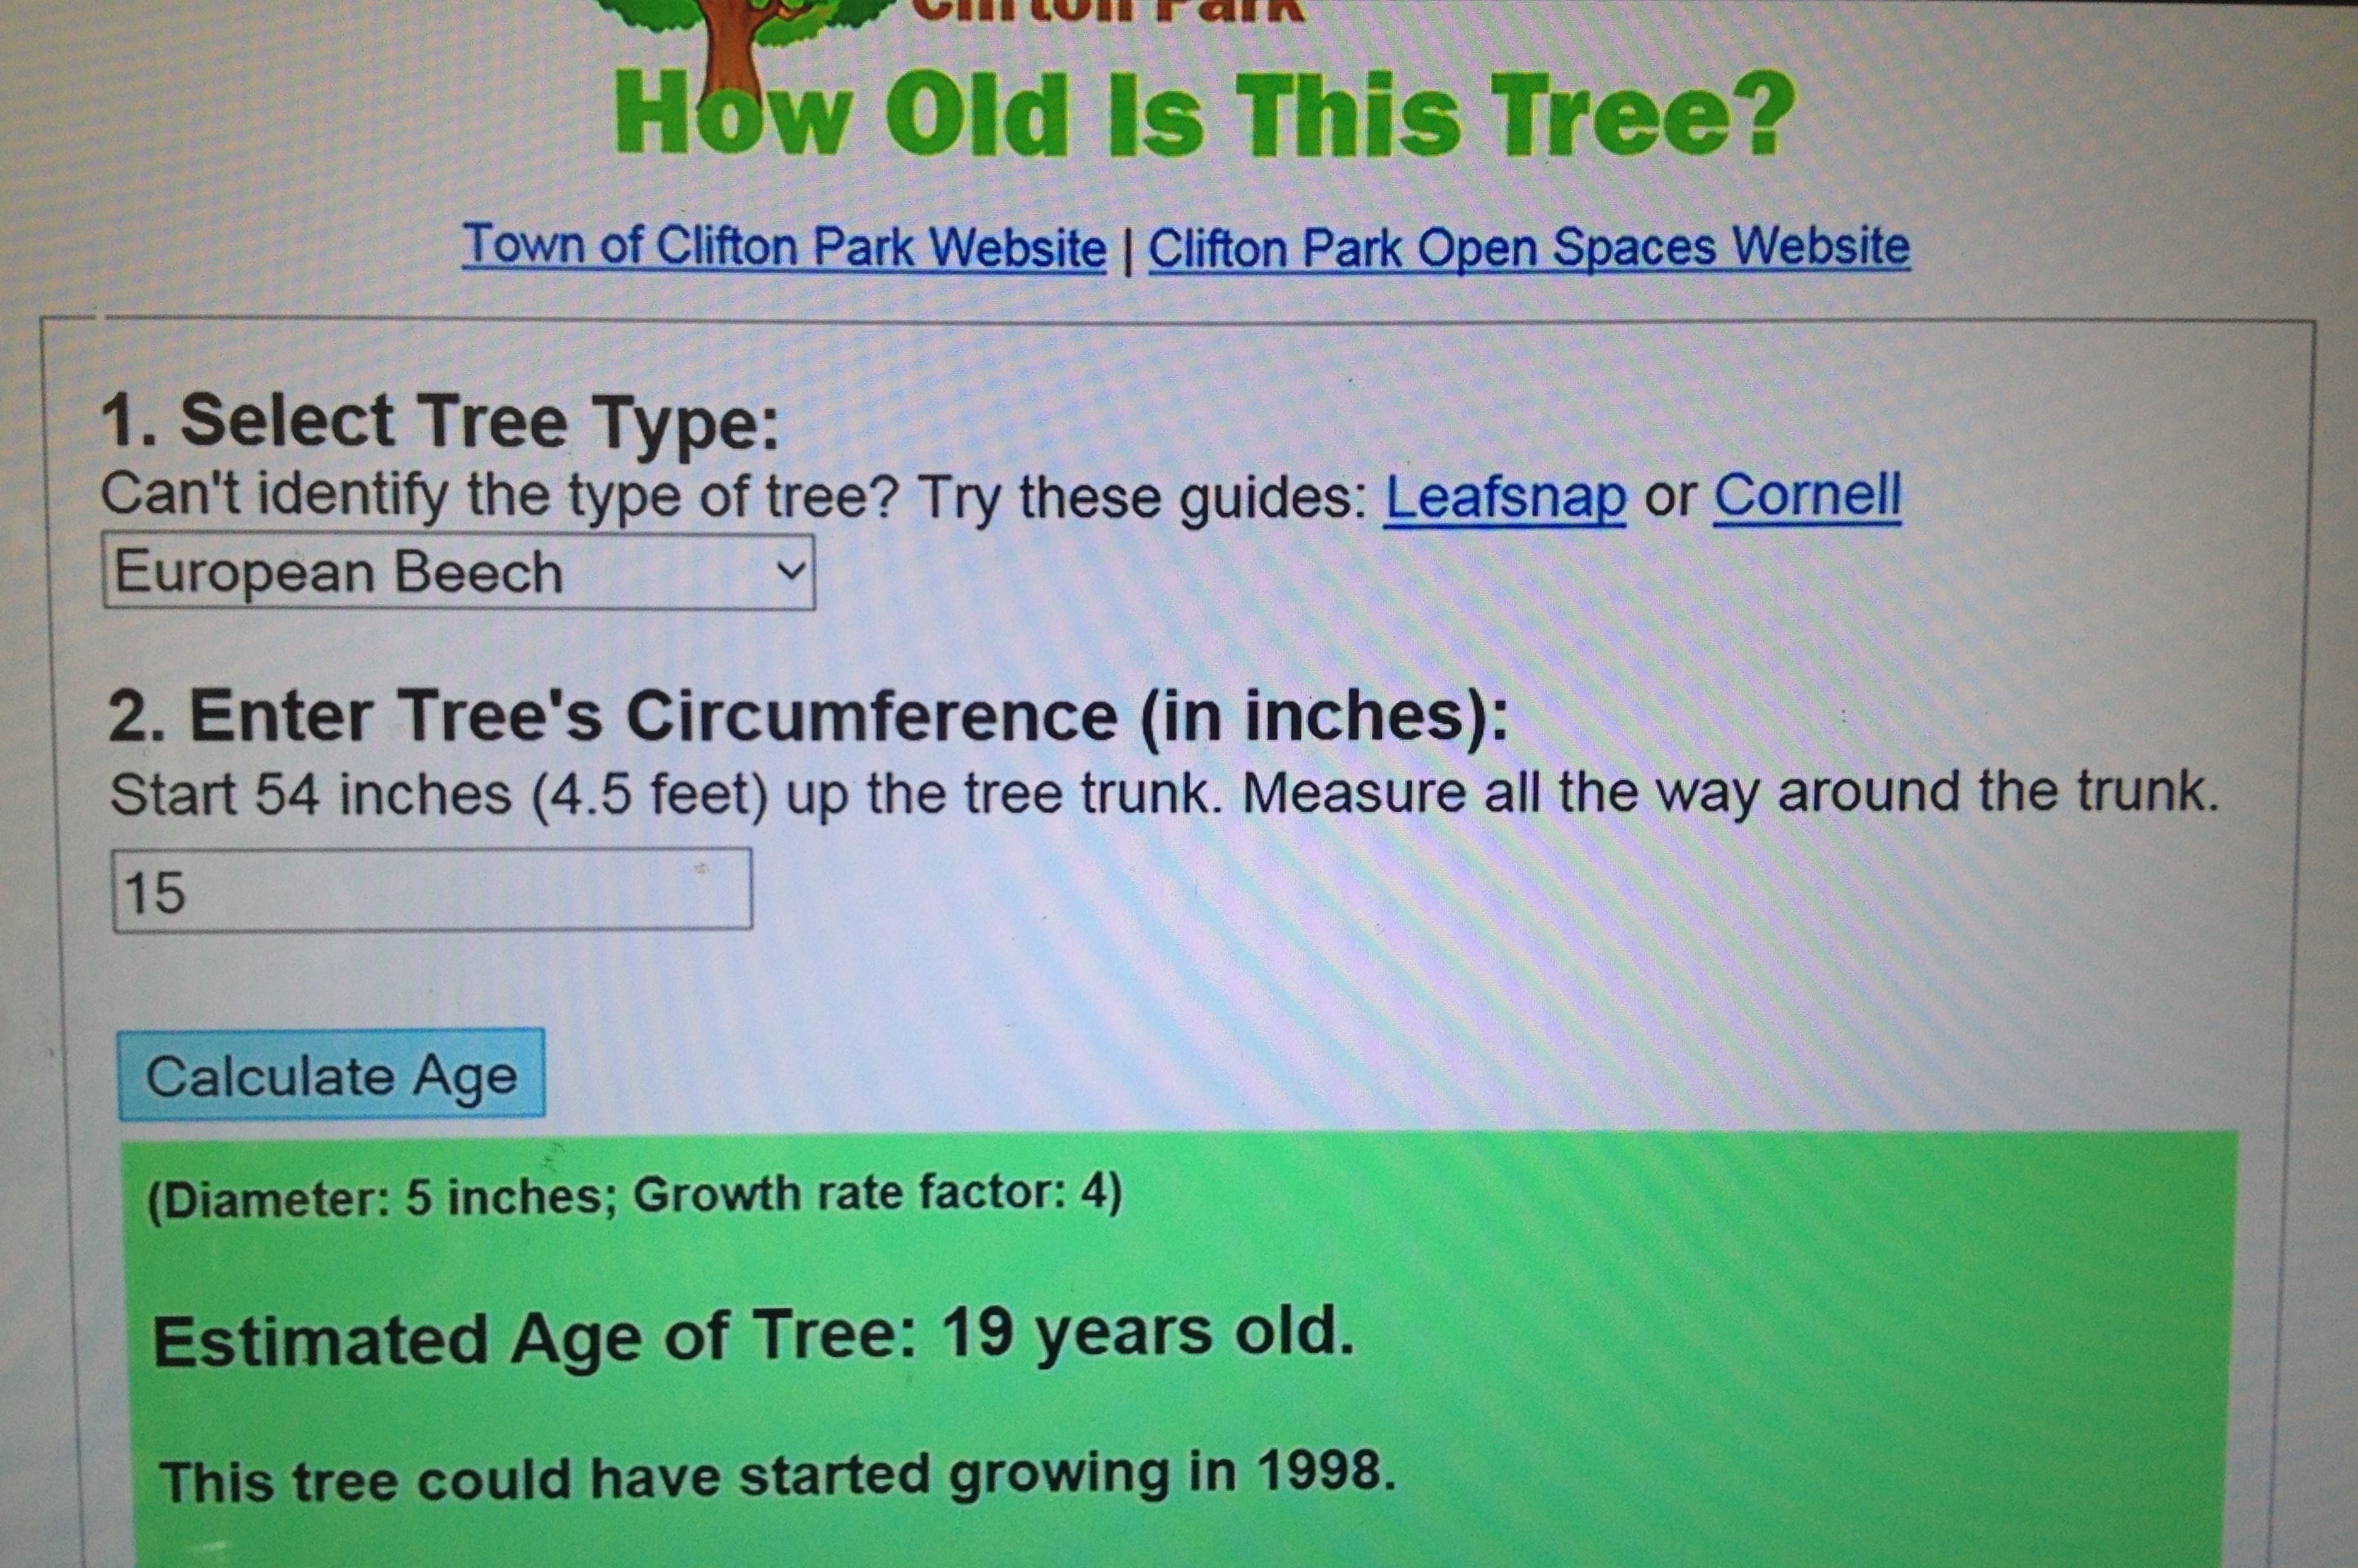 Clifton Park
How Old Is This Tree?
Town of Clifton Park Website | Clifton Park Open Spaces Website
1. Select Tree Type:
Can't identify the type of tree? Try these guides: Leafsnap or Cornell
European Beech
2. Enter Tree's Circumference (in inches):
Start 54 inches (4.5 feet) up the tree trunk. Measure all the way around the trunk.
15
Calculate Age
(Diameter: 5 inches; Growth rate factor: 4)
Estimated Age of Tree: 19 years old.
This tree could have started growing in 1998.